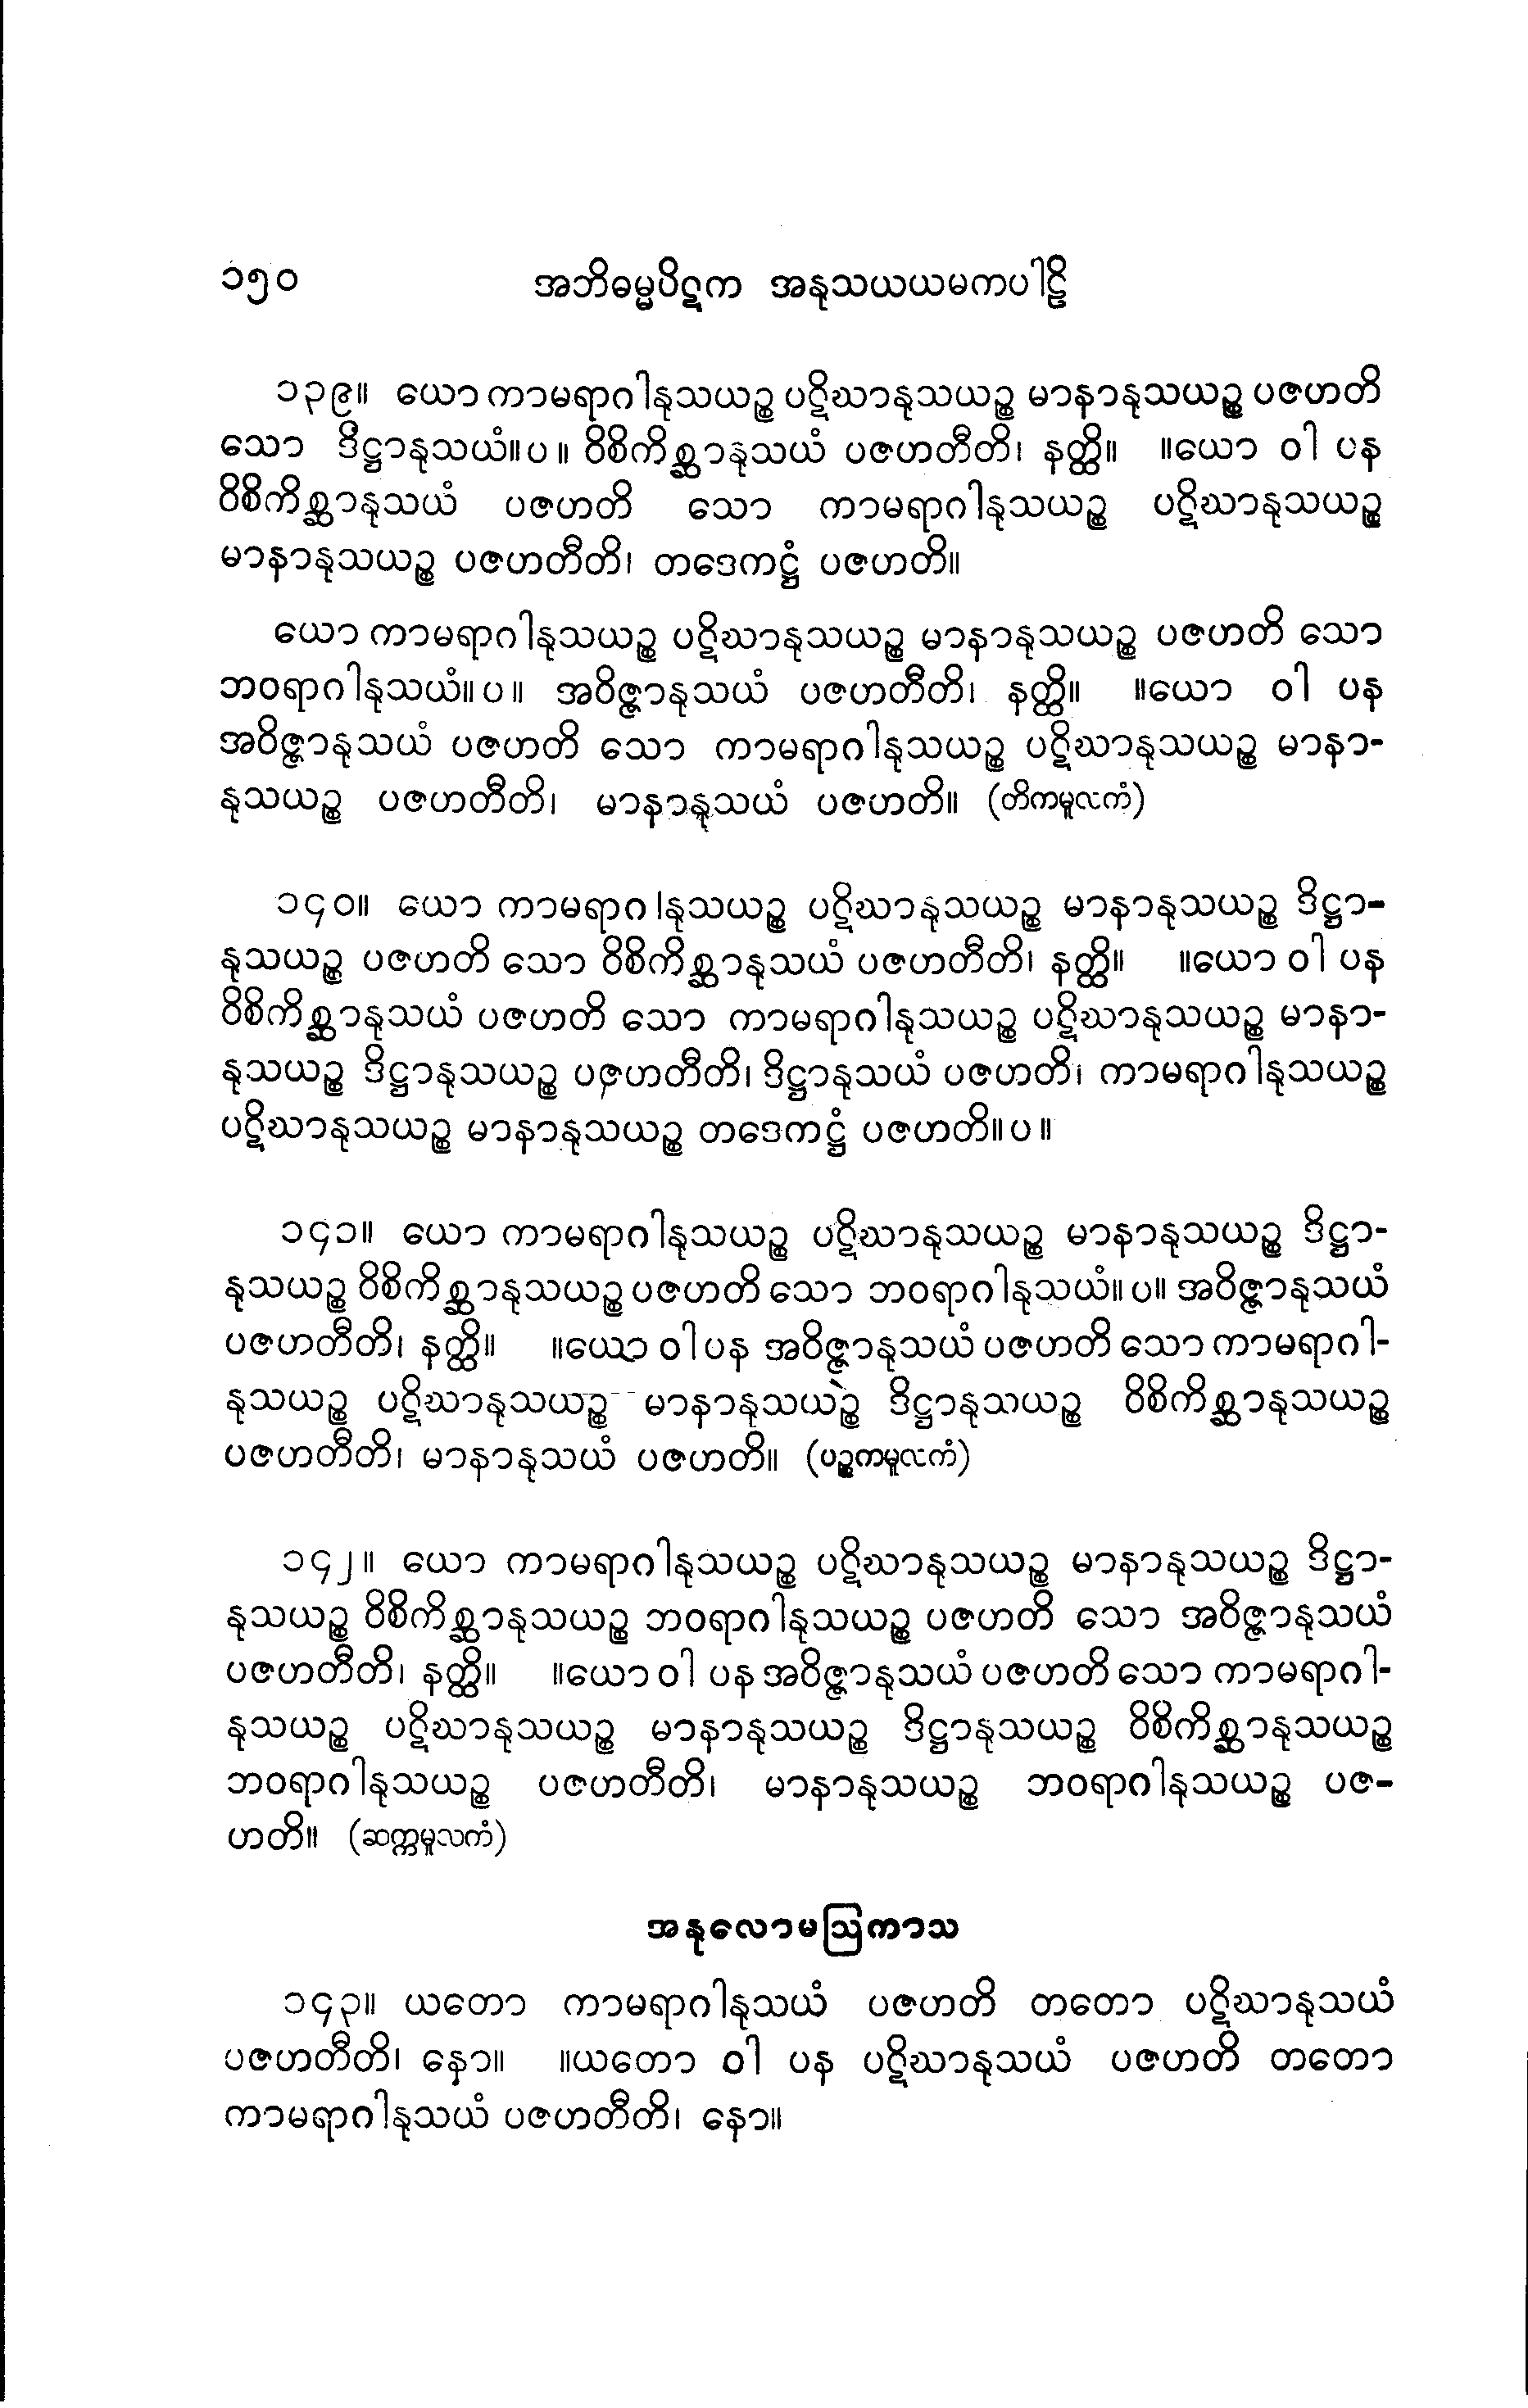 ၁၅၀ အဘိဓမ္မပိဋက အနုသယယမကပါဠိ
၁၃၉။ ယော ကာမရာဂါနုသယဉ္စ ပဋိဃာနုသယဉ္စ မာနာနုသယဉ္စ ပဇဟတိ
သော ဒိဋ္ဌာနုသယံ။ပ။ ဝိစိကိစ္ဆာနုသယံ ပဇဟတီတိ၊ နတ္ထိ။ ။ယော ဝါ ပန
ဝိစိကိစ္ဆာနုသယံ ပဇဟတိ သော ကာမရာဂါနုသယဉ္စ ပဋိဃာနုသယဉ္စ
မာနာနုသယဉ္စ ပဇဟတီတိ၊ တဒေကဋ္ဌံ ပဇဟတိ။
ယော ကာမရာဂါနုသယဉ္စ ပဋိဃာနုသယဉ္စ မာနာနုသယဉ္စ ပဇဟတိ သော
ဘဝရာဂါနုသယံ။ပ။ အဝိဇ္ဇာနုသယံ ပဇဟတီတိ၊ နတ္ထိ။ ။ယော ဝါ ပန
အဝိဇ္ဇာနုသယံ ပဇဟတိ သော ကာမရာဂါနုသယဉ္စ ပဋိဃာနုသယဉ္စ မာနာ-
နုသယဉ္စ ပဇဟတီတိ၊ မာနာနုသယံ ပဇဟတိ။ (တိကမူလကံ)
၁၄၀။ ယော ကာမရာဂါနုသယဉ္စ ပဋိဃာနုသယဉ္စ မာနာနုသယဉ္စ ဒိဋ္ဌာ-
နုသယဉ္စ ပဇဟတိ သော ဝိစိကိစ္ဆာနုသယံ ပဇဟတီတိ၊ နတ္ထိ။ ။ယော ဝါ ပန
ဝိစိကိစ္ဆာနုသယံ ပဇဟတိ သော ကာမရာဂါနုသယဉ္စ ပဋိဃာနုသယဉ္စ မာနာ-
နုသယဉ္စ ဒိဋ္ဌာနုသယဉ္စ ပဇဟတီတိ၊ ဒိဋ္ဌာနုသယံ ပဇဟတိ၊ ကာမရာဂါနုသယဉ္စ
ပဋိဃာနုသယဉ္စ မာနာနုသယဉ္စ တဒေကဋ္ဌံ ပဇဟတိ။ပ။
၁၄၁။ ယော ကာမရာဂါနုသယဉ္စ ပဋိဃာနုသယဉ္စ မာနာနုသယဉ္စ ဒိဋ္ဌာ-
နုသယဉ္စ ဝိစိကိစ္ဆာနုသယဉ္စ ပဇဟတိ သော ဘဝရာဂါနုသယံ။ပ။ အဝိဇ္ဇာနုသယံ
ပဇဟတီတိ၊ နတ္ထိ။ ။ယော ဝါ ပန အဝိဇ္ဇာနုသယံ ပဇဟတိ သော ကာမရာဂါ-
နုသယဉ္စ ပဋိဃာနုသယဉ္စ မာနာနုသယဉ္စ ဒိဋ္ဌာနုသယဉ္စ ဝိစိကိစ္ဆာနုသယဉ္စ
ပဇဟတီတိ၊ မာနာနုသယံ ပဇဟတိ။ (ပဉ္စကမူလကံ)
၁၄၂။ ယော ကာမရာဂါနုသယဉ္စ ပဋိဃာနုသယဉ္စ မာနာနုသယဉ္စ ဒိဋ္ဌာ-
နုသယဉ္စ ဝိစိကိစ္ဆာနုသယဉ္စ ဘဝရာဂါနုသယဉ္စ ပဇဟတိ သော အဝိဇ္ဇာနုသယံ
ပဇဟတီတိ၊ နတ္ထိ။ ။ယော ဝါ ပန အဝိဇ္ဇာနုသယံ ပဇဟတိ သော ကာမရာဂါ-
နုသယဉ္စ ပဋိဃာနုသယဉ္စ မာနာနုသယဉ္စ ဒိဋ္ဌာနုသယဉ္စ ဝိစိကိစ္ဆာနုသယဉ္စ
ဘဝရာဂါနုသယဉ္စ ပဇဟတီတိ၊ မာနာနုသယဉ္စ ဘဝရာဂါနုသယဉ္စ ပဇ-
ဟတိ။ (ဆက္ကမူလကံ)
အနုလောမဩကာသ
၁၄၃။ ယတော ကာမရာဂါနုသယံ ပဇဟတိ တတော ပဋိဃာနုသယံ
ပဇဟတီတိ၊ နော။ ။ယတော ဝါ ပန ပဋိဃာနုသယံ ပဇဟတိ တတော
ကာမရာဂါနုသယံ ပဇဟတီတိ၊ နော။